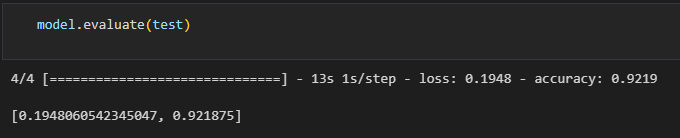 model.evaluate(test)
4/4 [==============================] - 13s 1s/step - loss: 0.1948 - accuracy: 0.9219
[0.1948060542345047, 0.921875]